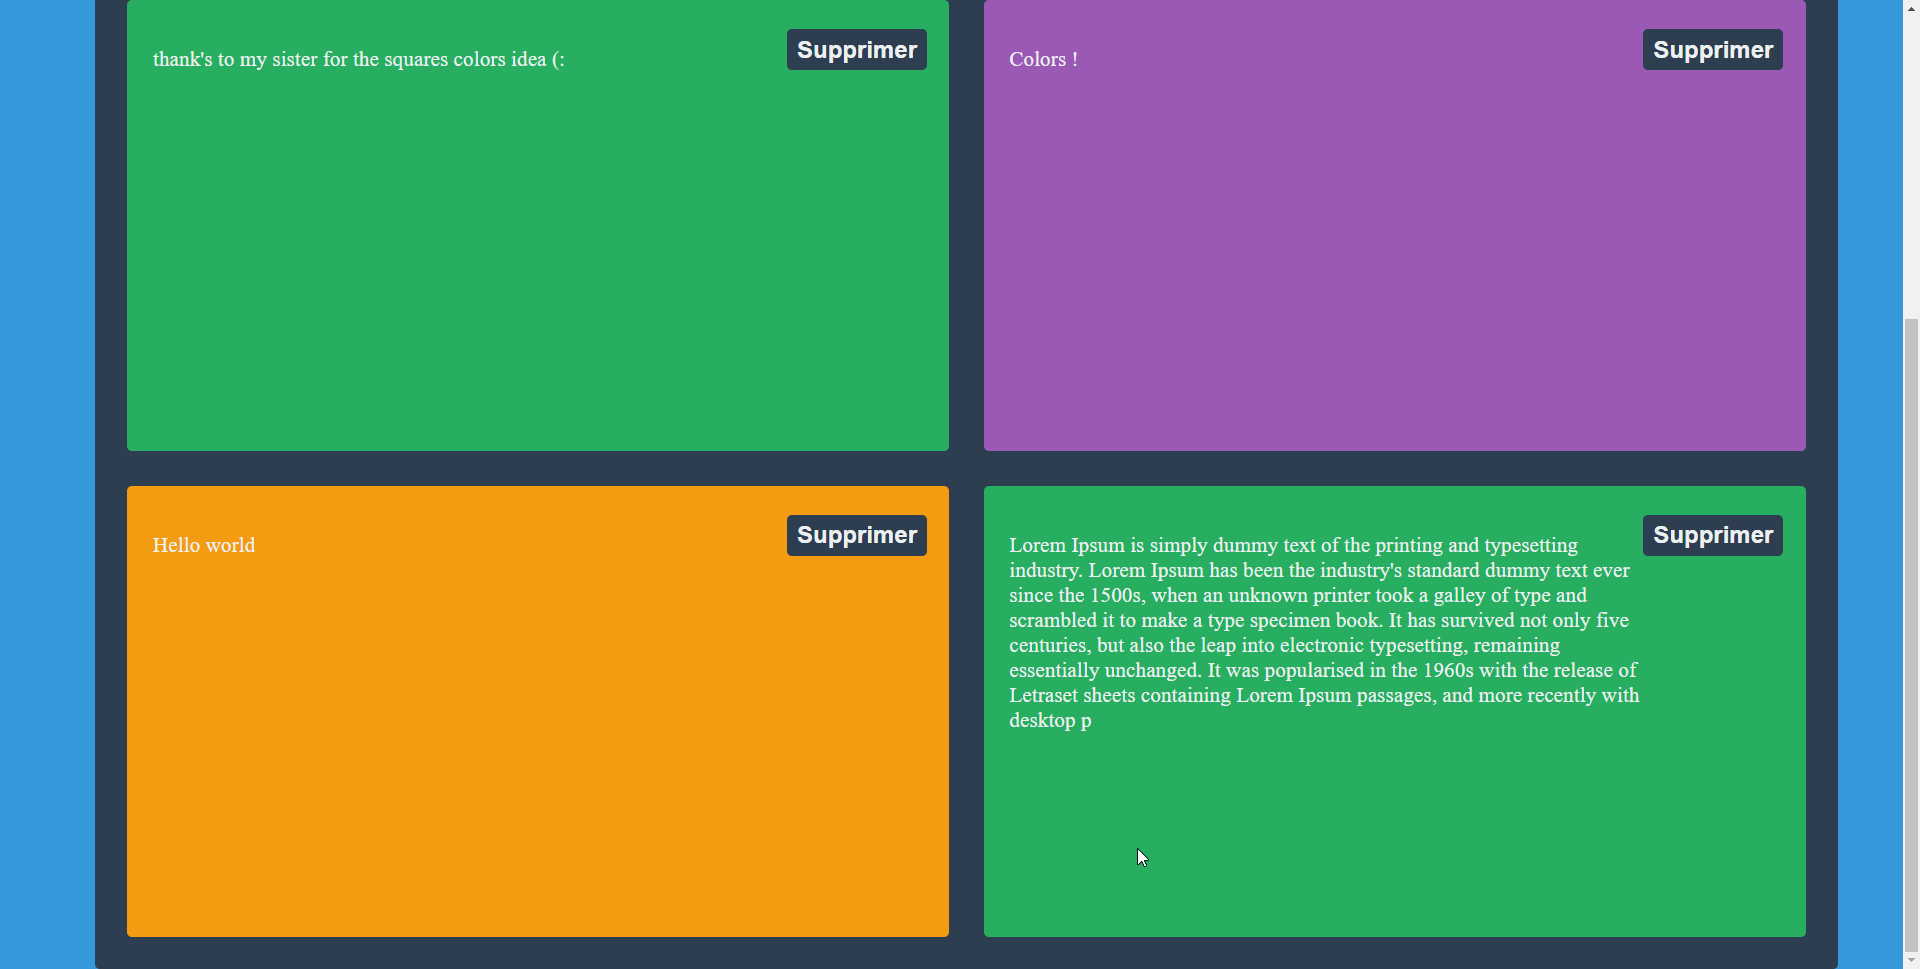 thank's to my sister for the squares colors idea (:
Supprimer
Colors !
Supprimer
Hello world
Supprimer
Lorem Ipsum is simply dummy text of the printing and typesetting
industry. Lorem Ipsum has been the industry's standard dummy text ever
since the 1500s, when an unknown printer took a galley of type and
scrambled it to make a type specimen book. It has survived not only five
centuries, but also the leap into electronic typesetting, remaining
essentially unchanged. It was popularised in the 1960s with the release of
Letraset sheets containing Lorem Ipsum passages, and more recently with
desktop p
Supprimer